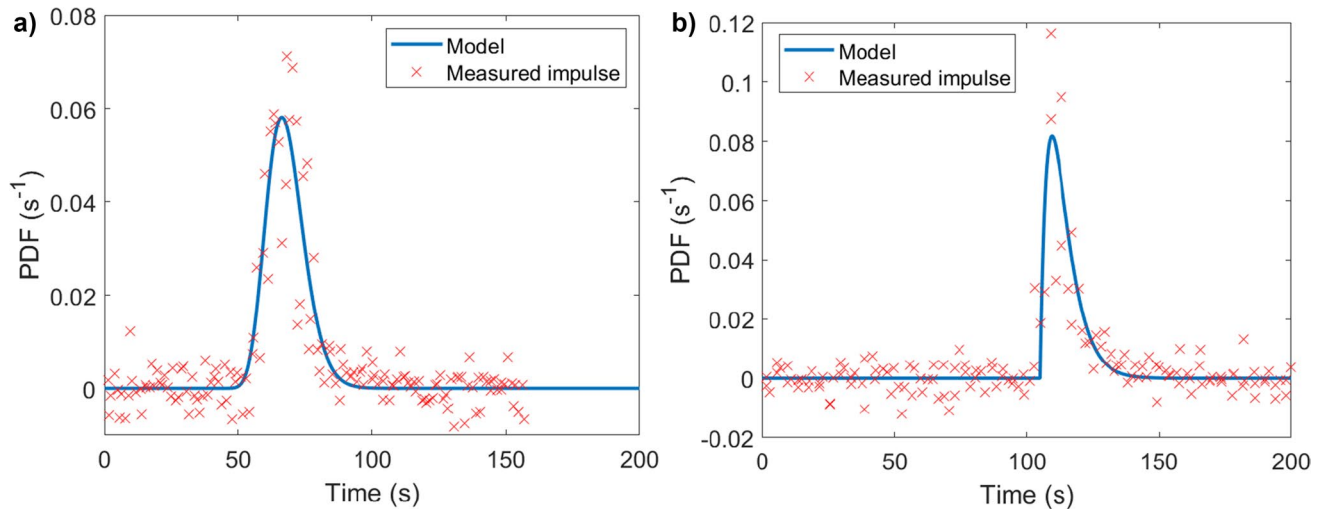 a)
0.08
0.06
0.04
0.02
0
PDF (s⁻¹)
Model
Measured impulse
0 50 100 150 200
Time (s)
b)
0.12
0.1
0.08
0.06
0.04
0.02
0
-0.02
PDF (s⁻¹)
Model
Measured impulse
0 50 100 150 200
Time (s)